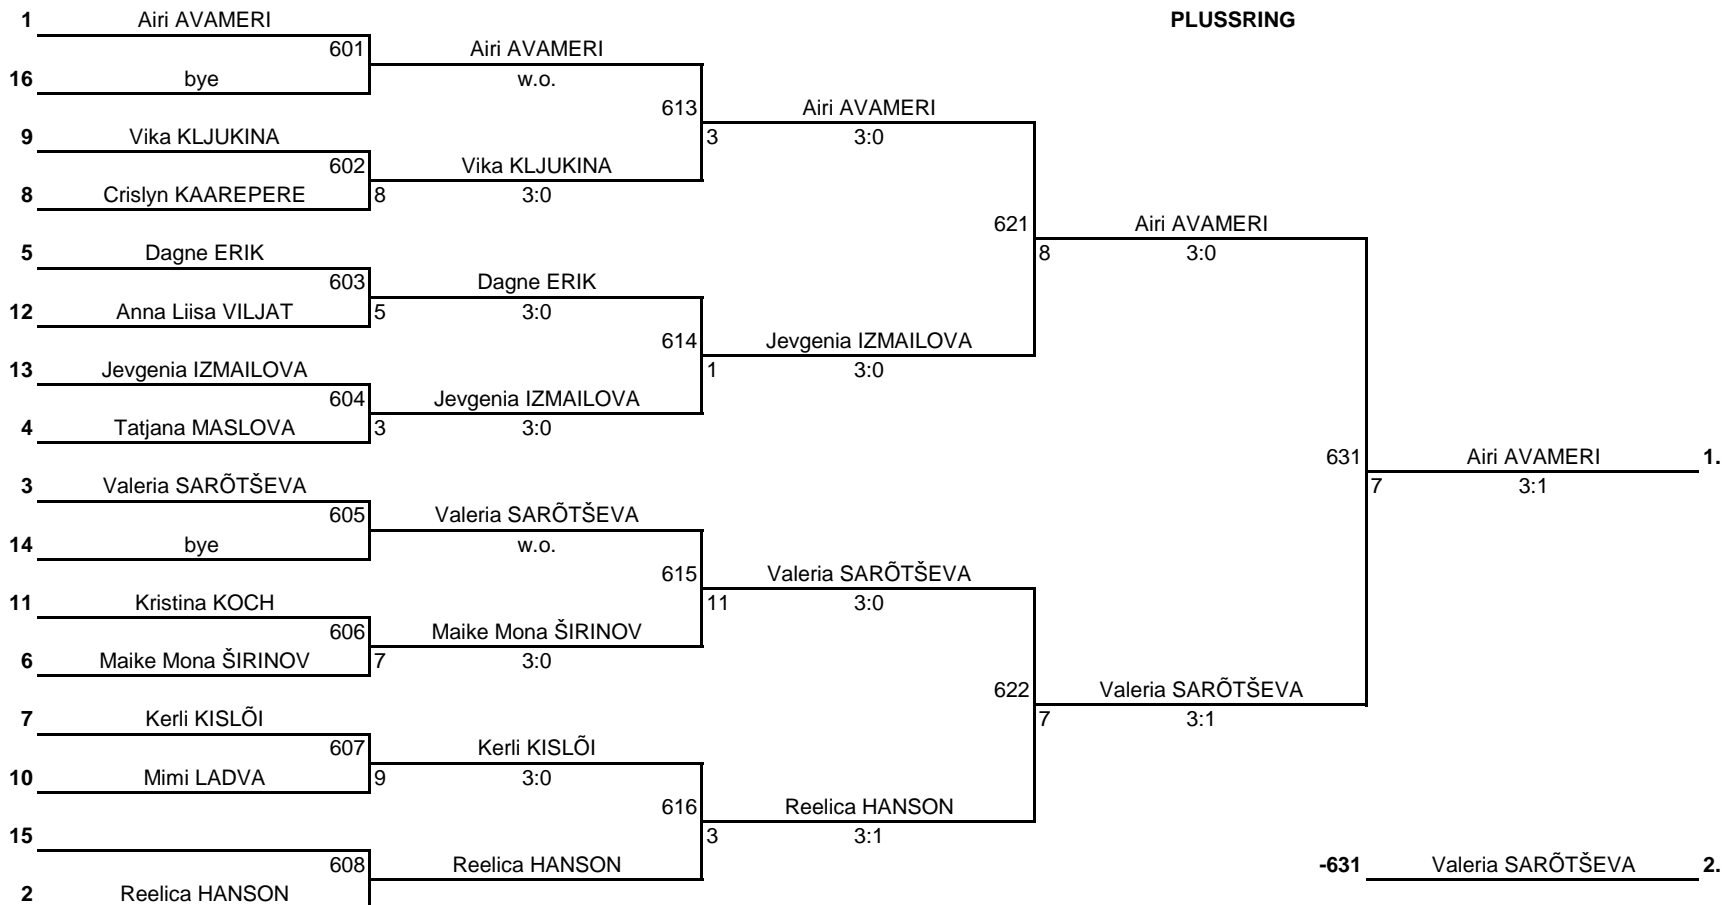 1 Airi AVAMERI PLUSSRING
601 Airi AVAMERI
16 bye w.o.
613 Airi AVAMERI
9 Vika KLJUKINA 3 3:0
602 Vika KLJUKINA
8 Crislyn KAAREPERE 8 3:0
621 Airi AVAMERI
5 Dagne ERIK 8 3:0
603 Dagne ERIK
12 Anna Liisa VILJAT 5 3:0
614 Jevgenia IZMAILOVA
13 Jevgenia IZMAILOVA 1 3:0
604 Jevgenia IZMAILOVA
4 Tatjana MASLOVA 3 3:0
631 Airi AVAMERI 1.
3 Valeria SARÕTŠEVA 7 3:1
605 Valeria SARÕTŠEVA
14 bye w.o.
615 Valeria SARÕTŠEVA
11 Kristina KOCH 11 3:0
606 Maike Mona ŠIRINOV
6 Maike Mona ŠIRINOV 7 3:0
622 Valeria SARÕTŠEVA
7 Kerli KISLÕI 7 3:1
607 Kerli KISLÕI
10 Mimi LADVA 9 3:0
616 Reelica HANSON
15 3 3:1
608 Reelica HANSON -631 Valeria SARÕTŠEVA 2.
2 Reelica HANSON